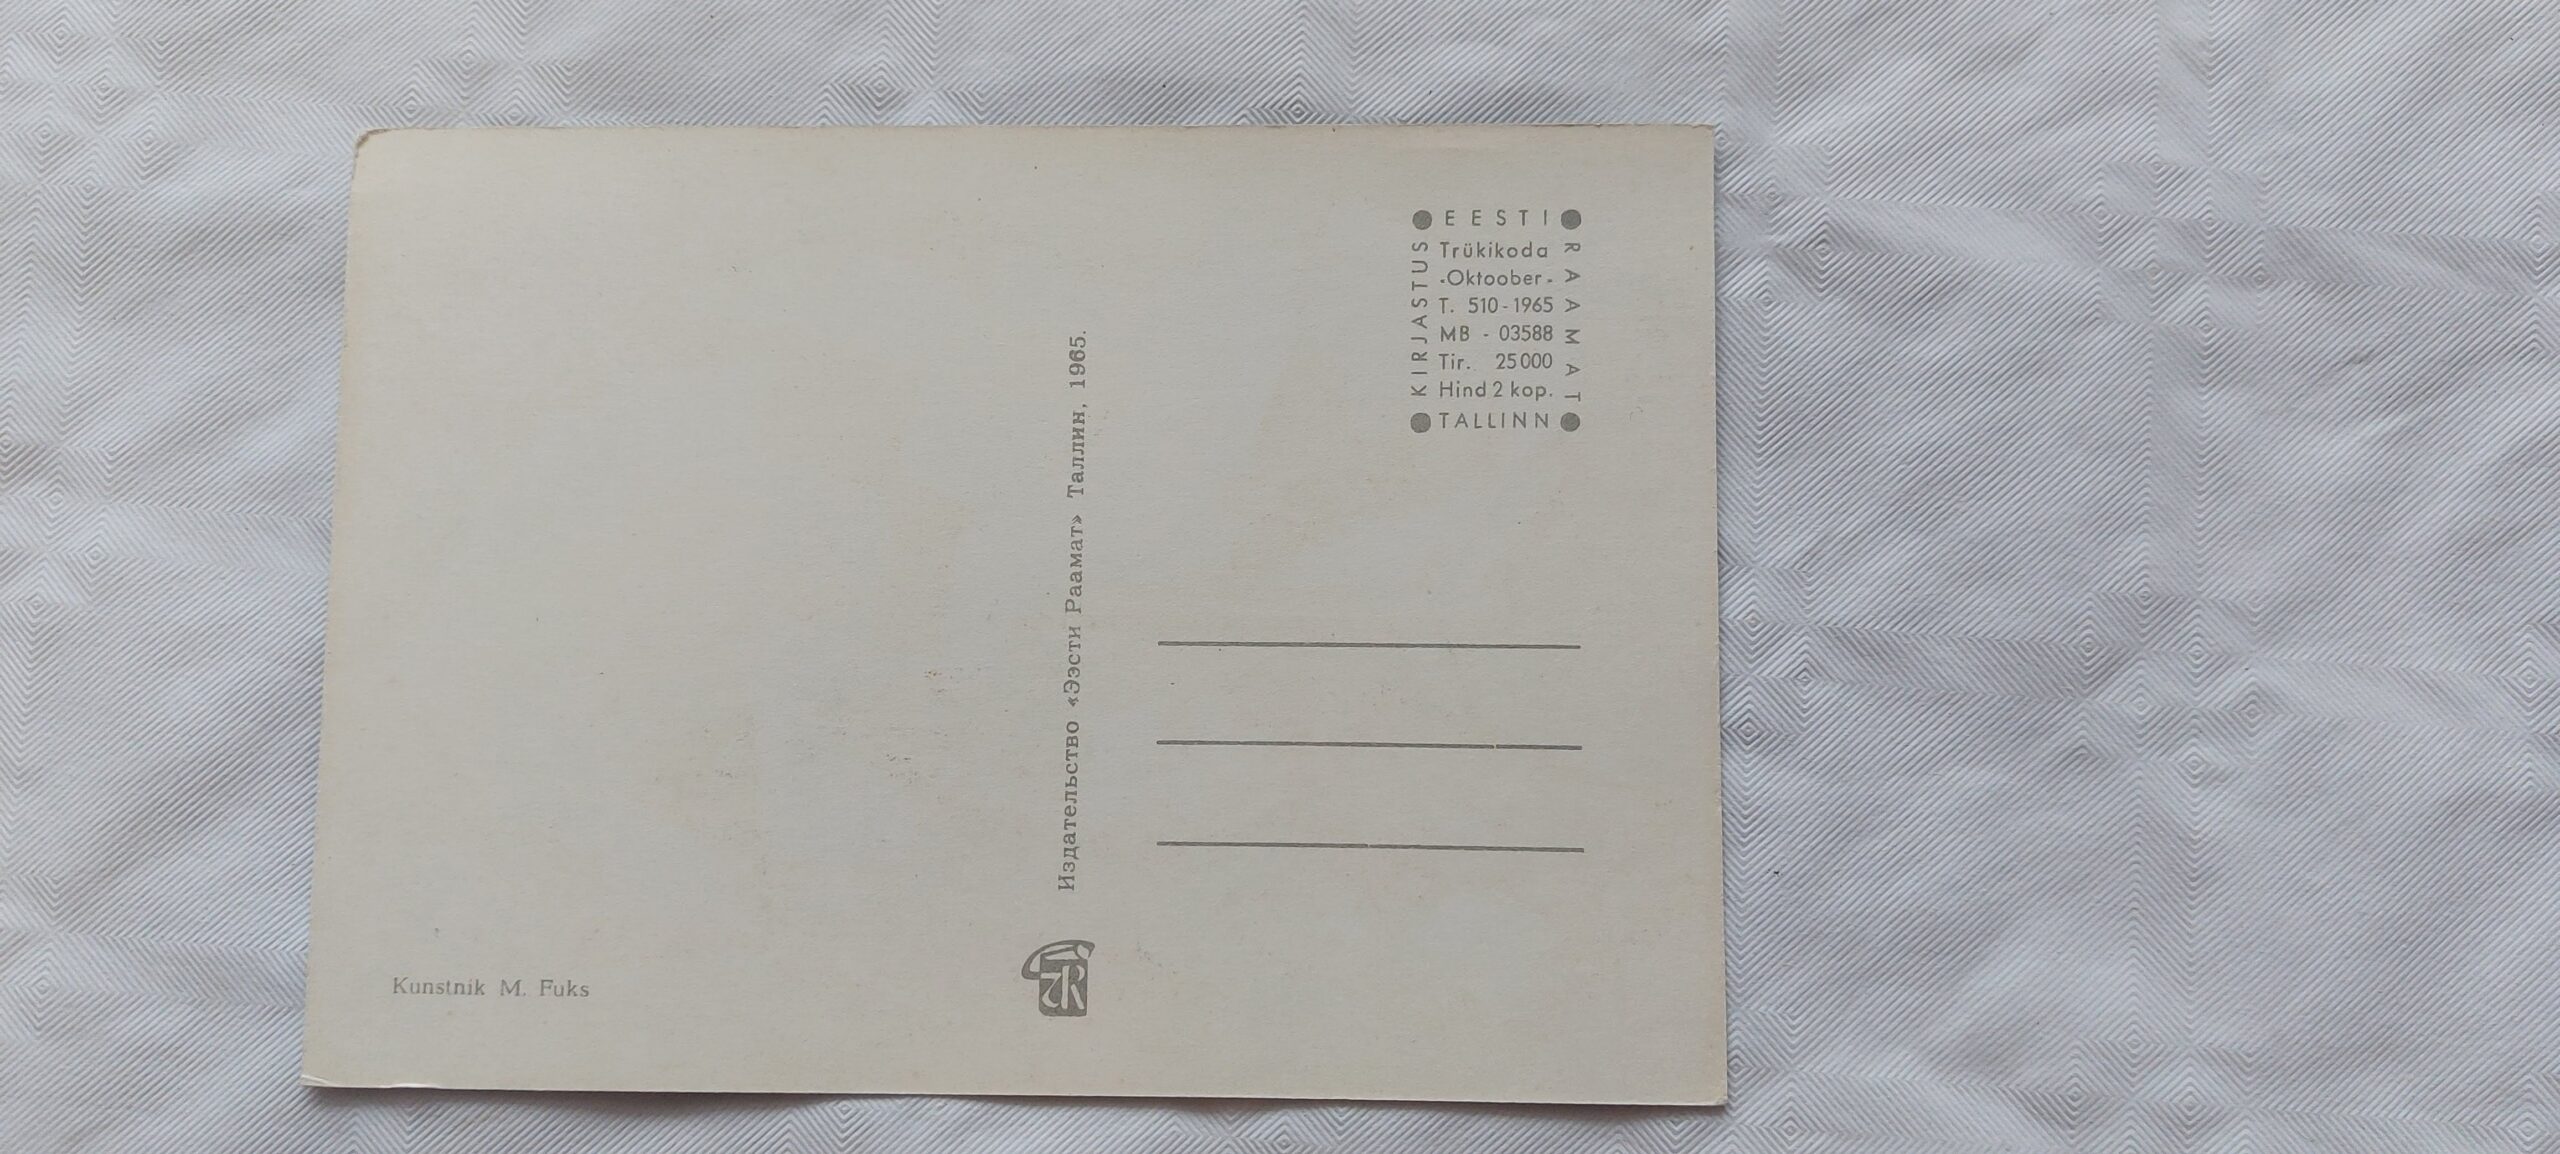 EESTI
KIRJASTUS
RAAMAT
Trükikoda
-Oktoober-
T. 510-1965
MB - 03588
Tir. 25000
Hind 2 kop.
TALLINN
Издательство «Ээсти Раамат» Таллин, 1965.
Kunstnik M. Fuks